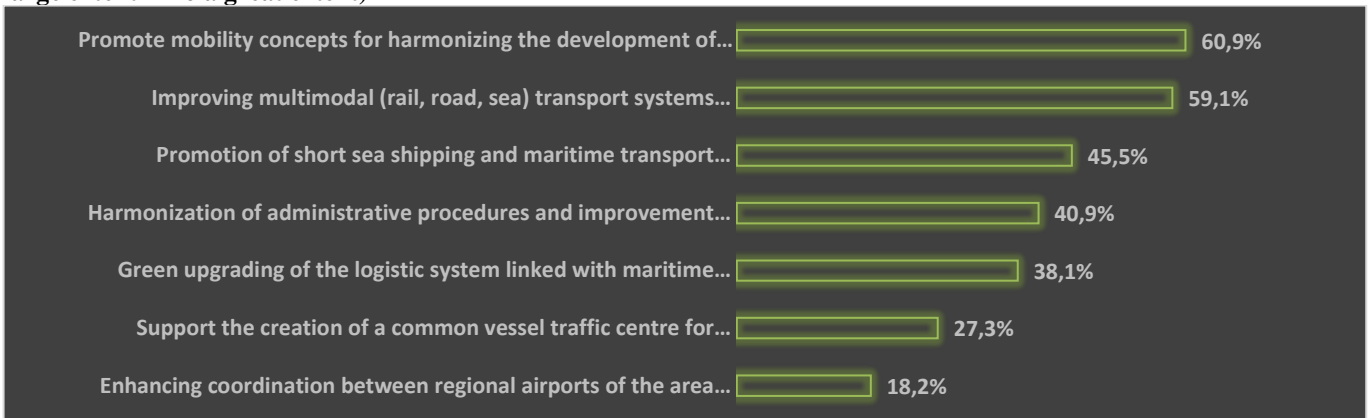 Promote mobility concepts for harmonizing the development of… 60,9%
Improving multimodal (rail, road, sea) transport systems… 59,1%
Promotion of short sea shipping and maritime transport… 45,5%
Harmonization of administrative procedures and improvement… 40,9%
Green upgrading of the logistic system linked with maritime… 38,1%
Support the creation of a common vessel traffic centre for… 27,3%
Enhancing coordination between regional airports of the area… 18,2%